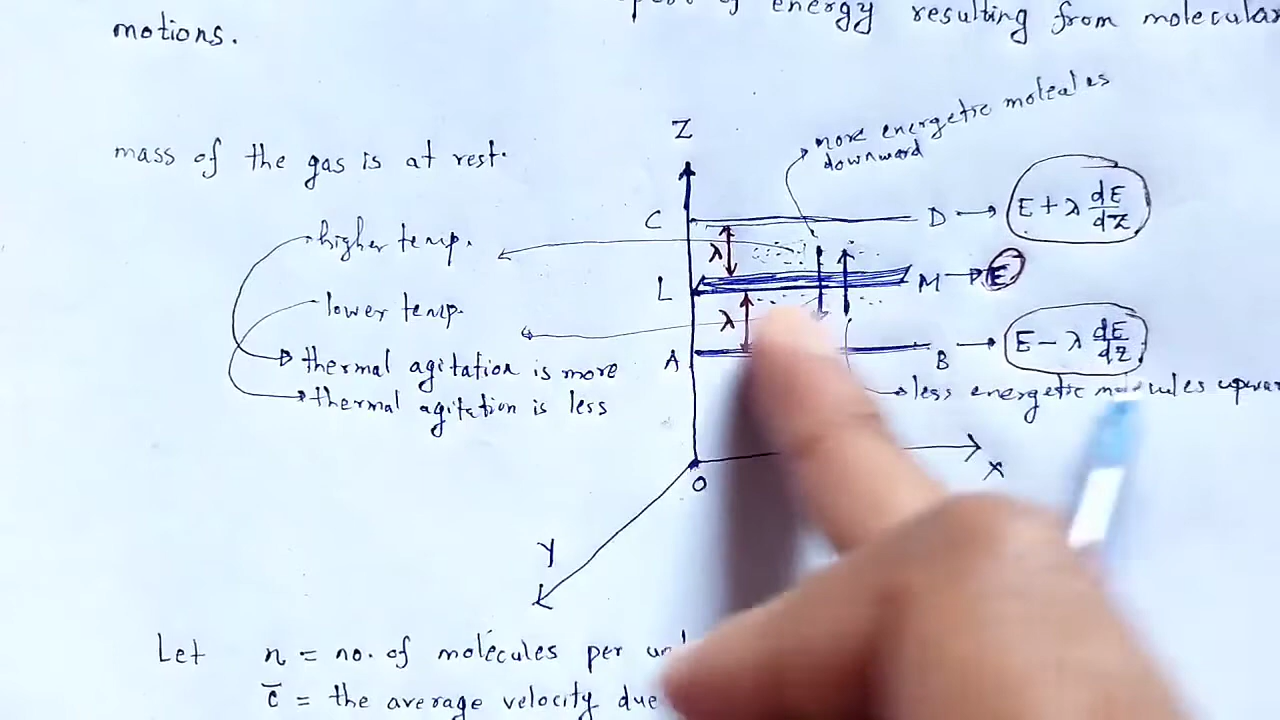 of energy resulting from molecular
motions.
more energetic molecules
downward
mass of the gas is at rest.
Z
C
D → E + λ dE/dZ
higher temp.
λ
L
M → E
lower temp.
λ
A
B → E − λ dE/dZ
thermal agitation is more
less energetic molecules
thermal agitation is less
X
O
Y
Let n = no. of molecules per
c̄ = the average velocity due